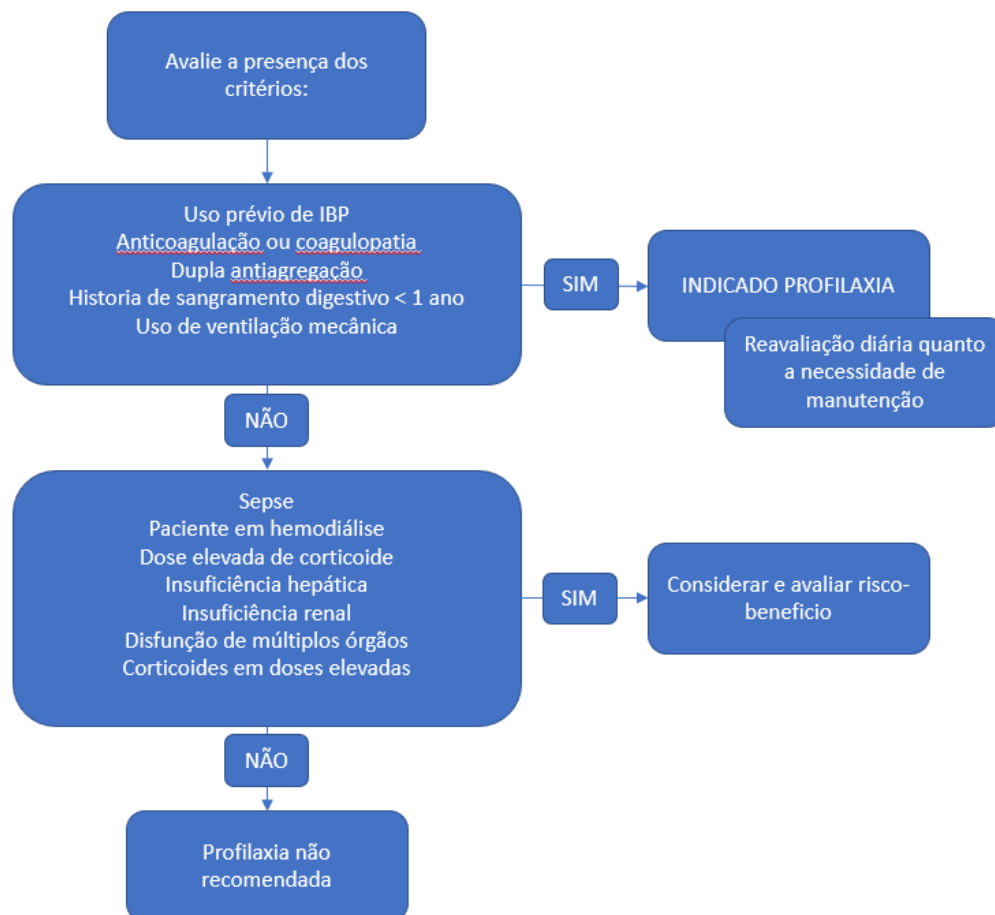 Avalie a presença dos
critérios:
Uso prévio de IBP
Anticoagulação ou coagulopatia
Dupla antiagregação
Historia de sangramento digestivo < 1 ano
Uso de ventilação mecânica
SIM
INDICADO PROFILAXIA
Reavaliação diária quanto
a necessidade de
manutenção
NÃO
Sepse
Paciente em hemodiálise
Dose elevada de corticoide
Insuficiência hepática
Insuficiência renal
Disfunção de múltiplos órgãos
Corticoides em doses elevadas
SIM
Considerar e avaliar risco-
beneficio
NÃO
Profilaxia não
recomendada